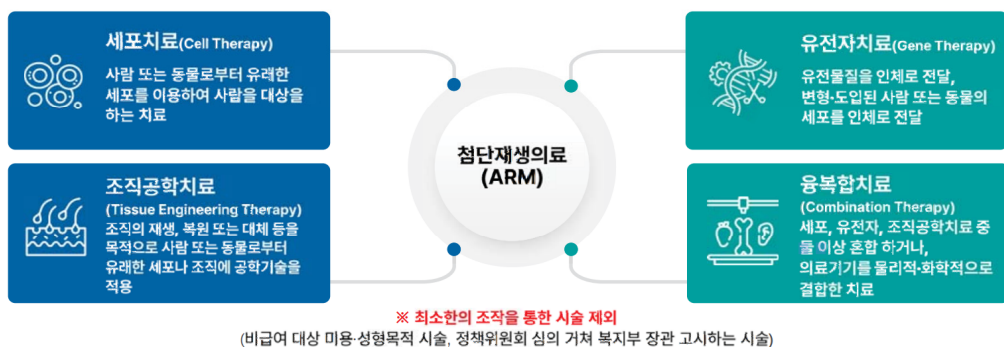 세포치료(Cell Therapy)
사람 또는 동물로부터 유래한
세포를 이용하여 사람을 대상을
하는 치료
유전자치료(Gene Therapy)
유전물질을 인체로 전달,
변형·도입된 사람 또는 동물의
세포를 인체로 전달
첨단재생의료
(ARM)
조직공학치료
(Tissue Engineering Therapy)
조직의 재생, 복원 또는 대체 등을
목적으로 사람 또는 동물로부터
유래한 세포나 조직에 공학기술을
적용
융복합치료
(Combination Therapy)
세포, 유전자, 조직공학치료 중
둘 이상 혼합 하거나,
의료기기를 물리적·화학적으로
결합한 치료
※ 최소한의 조작을 통한 시술 제외
(비급여 대상 미용·성형목적 시술, 정책위원회 심의 거쳐 복지부 장관 고시하는 시술)